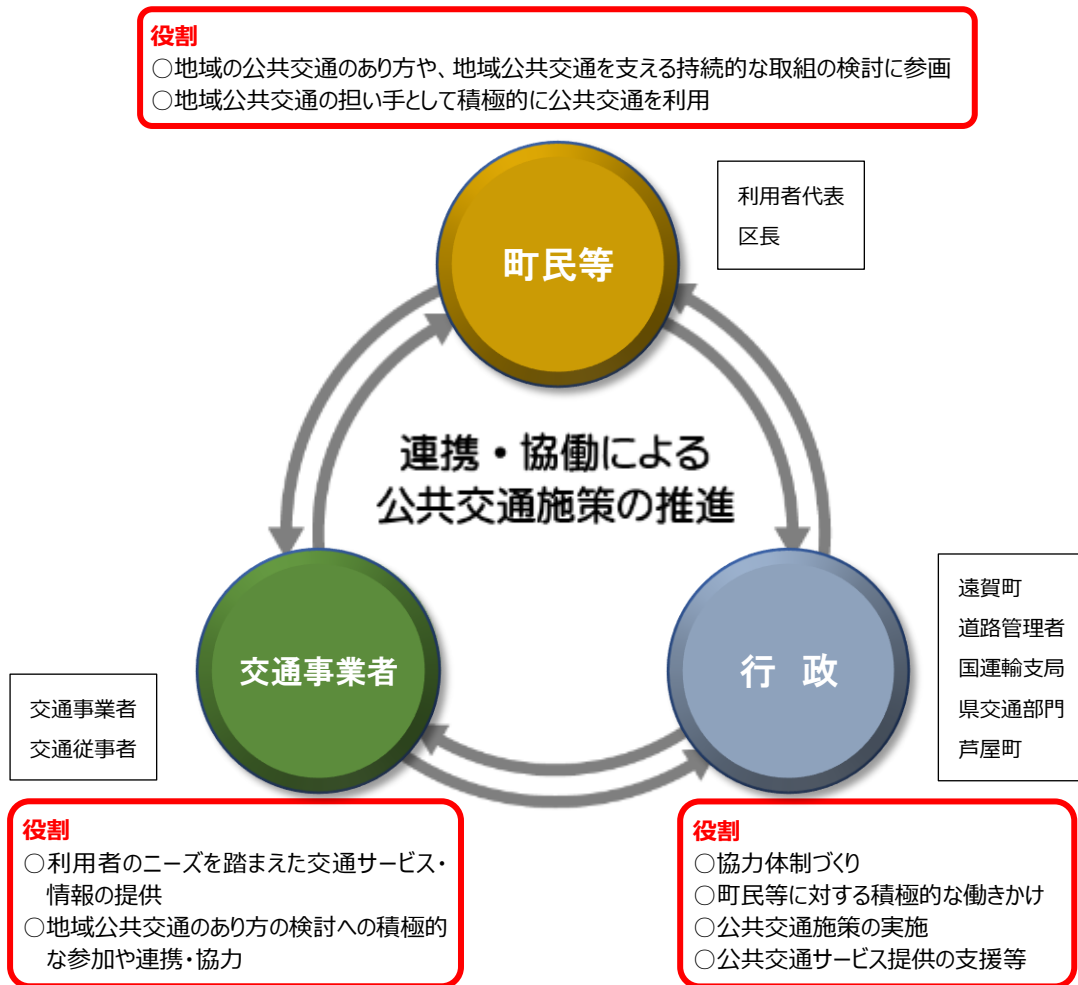 役割
○地域の公共交通のあり方や、地域公共交通を支える持続的な取組の検討に参画
○地域公共交通の担い手として積極的に公共交通を利用
利用者代表
区長
町民等
連携・協働による
公共交通施策の推進
交通事業者
行 政
遠賀町
道路管理者
国運輸支局
県交通部門
芦屋町
交通事業者
交通従事者
役割
○利用者のニーズを踏まえた交通サービス・
情報の提供
○地域公共交通のあり方の検討への積極的
な参加や連携・協力
役割
○協力体制づくり
○町民等に対する積極的な働きかけ
○公共交通施策の実施
○公共交通サービス提供の支援等